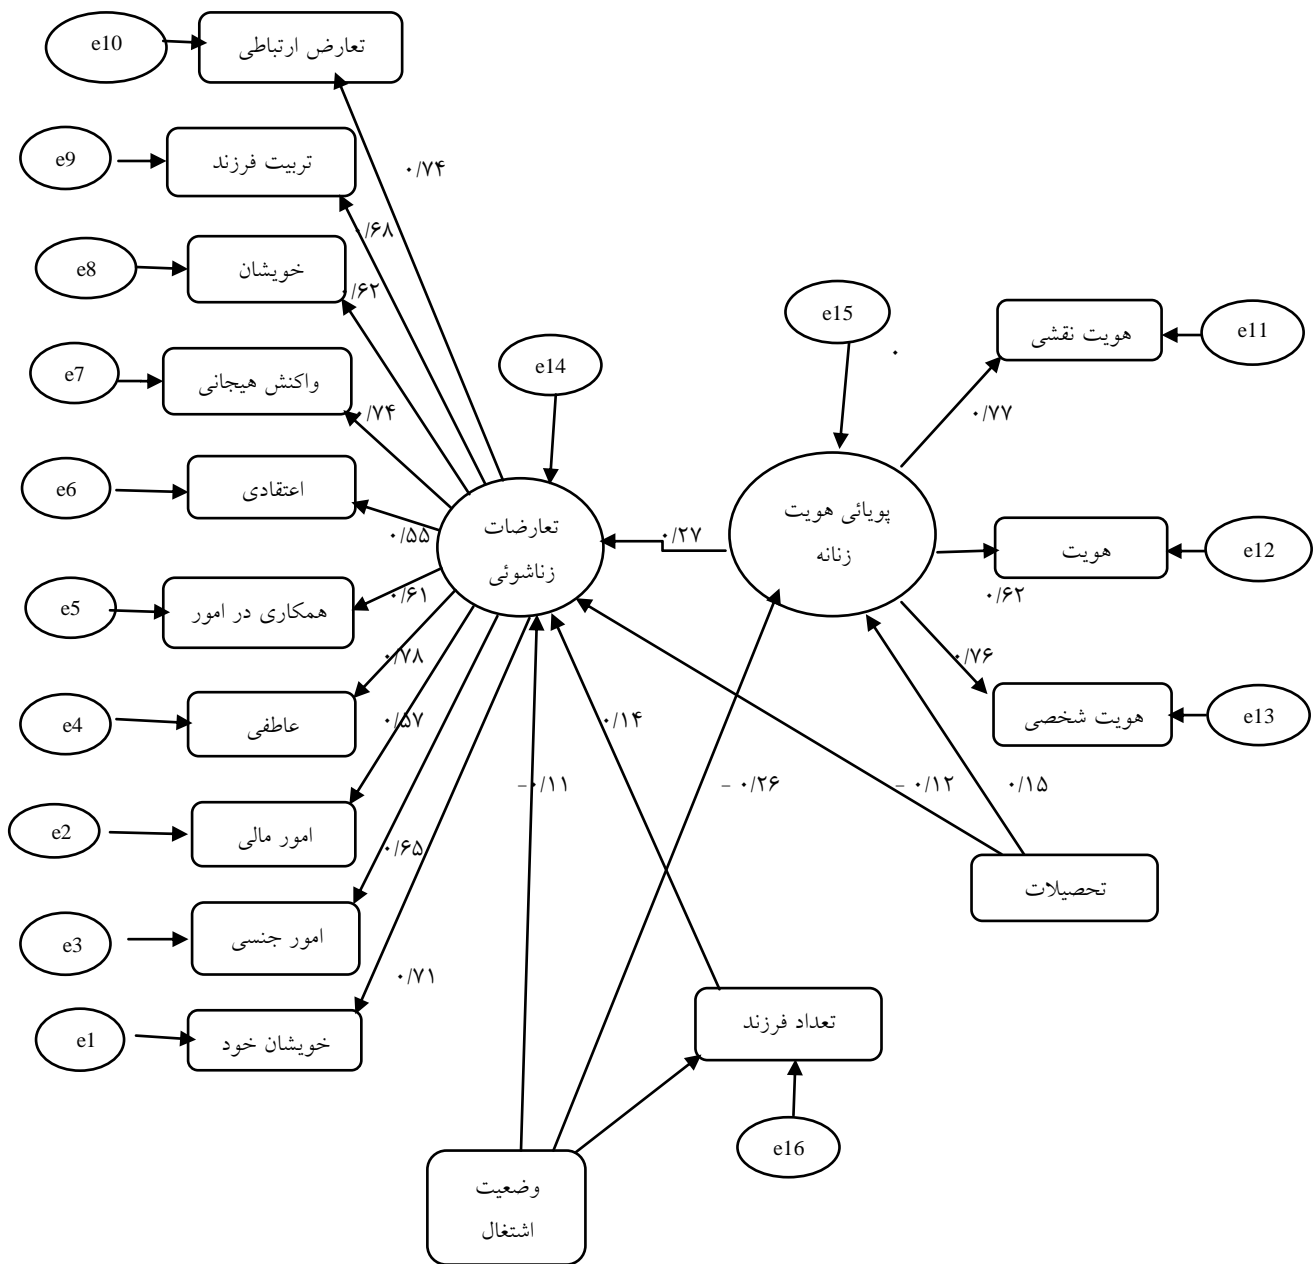 e10
تعارض ارتباطی
e9
تربیت فرزند
۰/۷۴
۰/۶۸
e8
خویشان
۰/۶۲
e15
۰
هویت نقشی
e11
e7
واکنش هیجانی
e14
۰/۷۴
۰/۷۷
e6
اعتقادی
۰/۵۵
تعارضات
زناشوئی
۰/۲۷
پویائی هویت
زنانه
هویت
e12
۰/۶۲
e5
همکاری در امور
۰/۶۱
۰/۷۸
۰/۷۶
e4
عاطفی
۰/۵۷
۰/۱۴
هویت شخصی
e13
-۰/۱۱
- ۰/۲۶
- ۰/۱۲
۰/۱۵
e2
امور مالی
۰/۶۵
تحصیلات
e3
امور جنسی
۰/۷۱
e1
خویشان خود
تعداد فرزند
e16
وضعیت
اشتغال